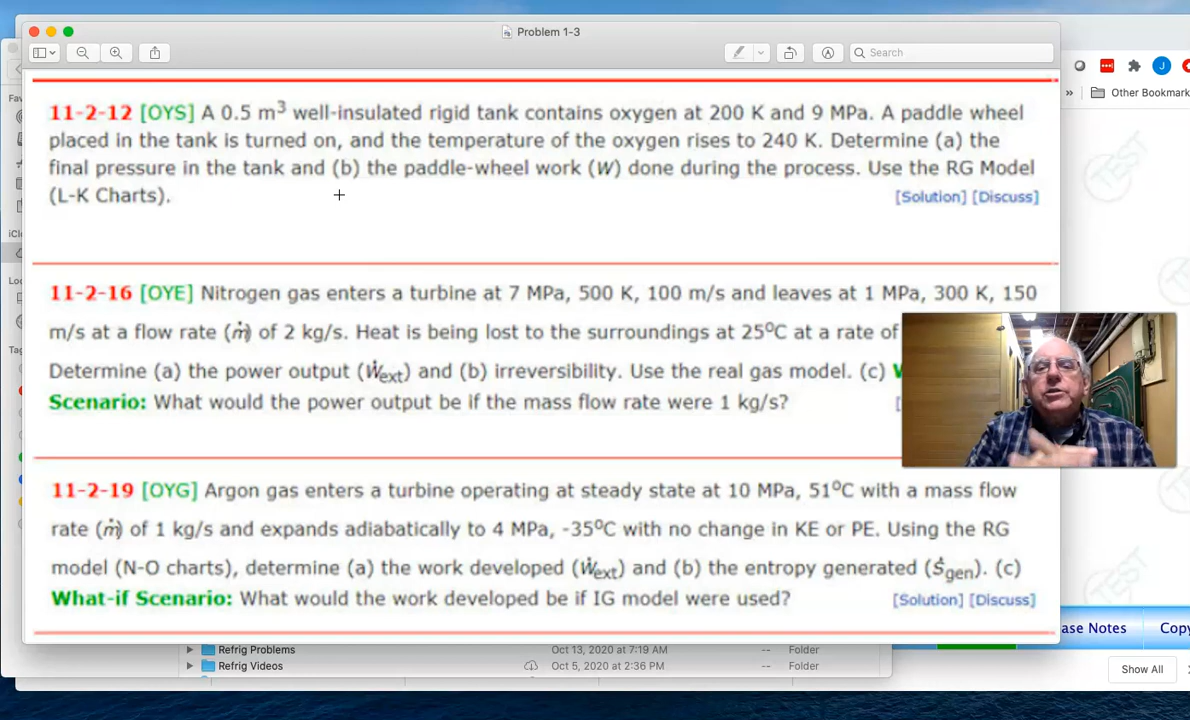 Problem 1-3
Search
Other Bookmark
11-2-12 [OYS] A 0.5 m³ well-insulated rigid tank contains oxygen at 200 K and 9 MPa. A paddle wheel
placed in the tank is turned on, and the temperature of the oxygen rises to 240 K. Determine (a) the
final pressure in the tank and (b) the paddle-wheel work (W) done during the process. Use the RG Model
(L-K Charts). [Solution] [Discuss]
11-2-16 [OYE] Nitrogen gas enters a turbine at 7 MPa, 500 K, 100 m/s and leaves at 1 MPa, 300 K, 150
m/s at a flow rate (ṁ) of 2 kg/s. Heat is being lost to the surroundings at 25⁰C at a rate of
Determine (a) the power output (Ẇext) and (b) irreversibility. Use the real gas model. (c)
Scenario: What would the power output be if the mass flow rate were 1 kg/s?
11-2-19 [OYG] Argon gas enters a turbine operating at steady state at 10 MPa, 51⁰C with a mass flow
rate (ṁ) of 1 kg/s and expands adiabatically to 4 MPa, -35⁰C with no change in KE or PE. Using the RG
model (N-O charts), determine (a) the work developed (Ẇext) and (b) the entropy generated (Ṡgen). (c)
What-if Scenario: What would the work developed be if IG model were used? [Solution] [Discuss]
Fav
iClo
Loc
Tag
J
ase Notes Copy
Refrig Problems Oct 13, 2020 at 7:19 AM -- Folder
Refrig Videos Oct 5, 2020 at 2:36 PM -- Folder
Show All